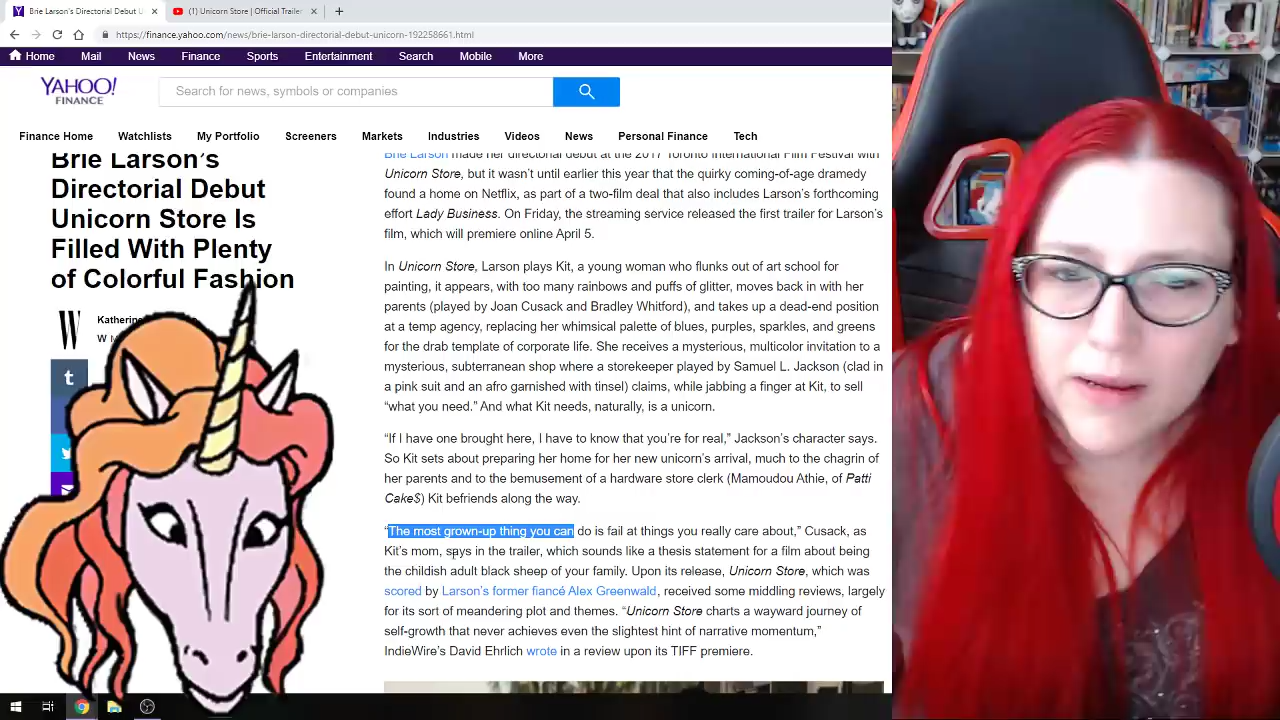 Brie Larson's Directorial Debut U
(1) Unicorn Store | Official Trailer
https://finance.yahoo.com/news/brie-larson-directorial-debut-unicorn-192258661.html
Home Mail News Finance Sports Entertainment Search Mobile More
YAHOO!
FINANCE
Search for news, symbols or companies
Finance Home Watchlists My Portfolio Screeners Markets Industries Videos News Personal Finance Tech
Brie Larson's
Directorial Debut
Unicorn Store Is
Filled With Plenty
of Colorful Fashion
W
Katherine
W
t
Brie Larson made her directorial debut at the 2017 Toronto International Film Festival with
Unicorn Store, but it wasn't until earlier this year that the quirky coming-of-age dramedy
found a home on Netflix, as part of a two-film deal that also includes Larson's forthcoming
effort Lady Business. On Friday, the streaming service released the first trailer for Larson's
film, which will premiere online April 5.
In Unicorn Store, Larson plays Kit, a young woman who flunks out of art school for
painting, it appears, with too many rainbows and puffs of glitter, moves back in with her
parents (played by Joan Cusack and Bradley Whitford), and takes up a dead-end position
at a temp agency, replacing her whimsical palette of blues, purples, sparkles, and greens
for the drab template of corporate life. She receives a mysterious, multicolor invitation to a
mysterious, subterranean shop where a storekeeper played by Samuel L. Jackson (clad in
a pink suit and an afro garnished with tinsel) claims, while jabbing a finger at Kit, to sell
“what you need.” And what Kit needs, naturally, is a unicorn.
“If I have one brought here, I have to know that you're for real,” Jackson's character says.
So Kit sets about preparing her home for her new unicorn's arrival, much to the chagrin of
her parents and to the bemusement of a hardware store clerk (Mamoudou Athie, of Patti
Cake$) Kit befriends along the way.
“The most grown-up thing you can do is fail at things you really care about,” Cusack, as
Kit's mom, says in the trailer, which sounds like a thesis statement for a film about being
the childish adult black sheep of your family. Upon its release, Unicorn Store, which was
scored by Larson's former fiancé Alex Greenwald, received some middling reviews, largely
for its sort of meandering plot and themes. “Unicorn Store charts a wayward journey of
self-growth that never achieves even the slightest hint of narrative momentum,”
IndieWire's David Ehrlich wrote in a review upon its TIFF premiere.